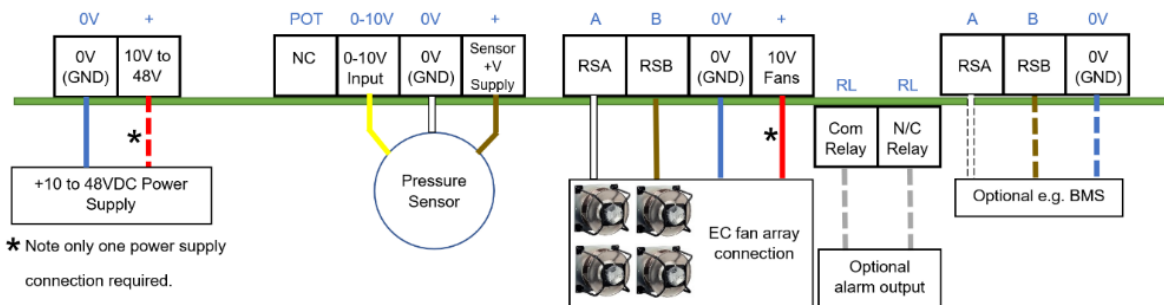 0V +
0V (GND)
10V to 48V
*
+10 to 48VDC Power
Supply
* Note only one power supply
connection required.
POT 0-10V 0V +
NC
0-10V
Input
0V
(GND)
Sensor
+V
Supply
Pressure
Sensor
A B 0V +
RSA
RSB
0V
(GND)
10V
Fans
*
EC fan array
connection
RL RL
Com
Relay
N/C
Relay
Optional
alarm output
A B 0V
RSA
RSB
0V
(GND)
Optional e.g. BMS